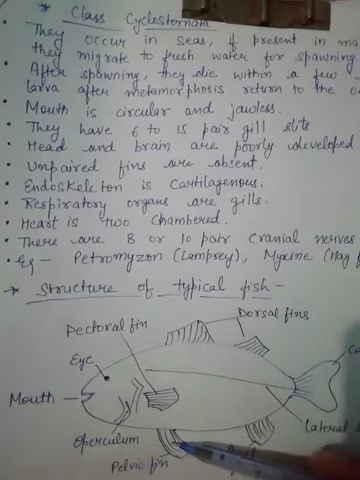 * Class Cyclostomata
• They occur in seas, if present in
they migrate to fresh water for spawning
• After spawning, they die within a few
larva after metamorphosis return to the
• Mouth is circular and jawless.
• They have 6 to 15 pair gill slits
• Head and brain are poorly developed
• Unpaired fins are absent.
• Endoskeleton is Cartilagenous.
• Respiratory organs are gills.
• Heart is two chambered.
• There are 8 or 10 pair cranial nerves
• Eg - Petromyzon (Lamprey), Myxine (Hag
* Structure of typical fish -
Pectoral fin
Dorsal fins
Eye
Mouth
Operculum
Lateral
Pelvic fin